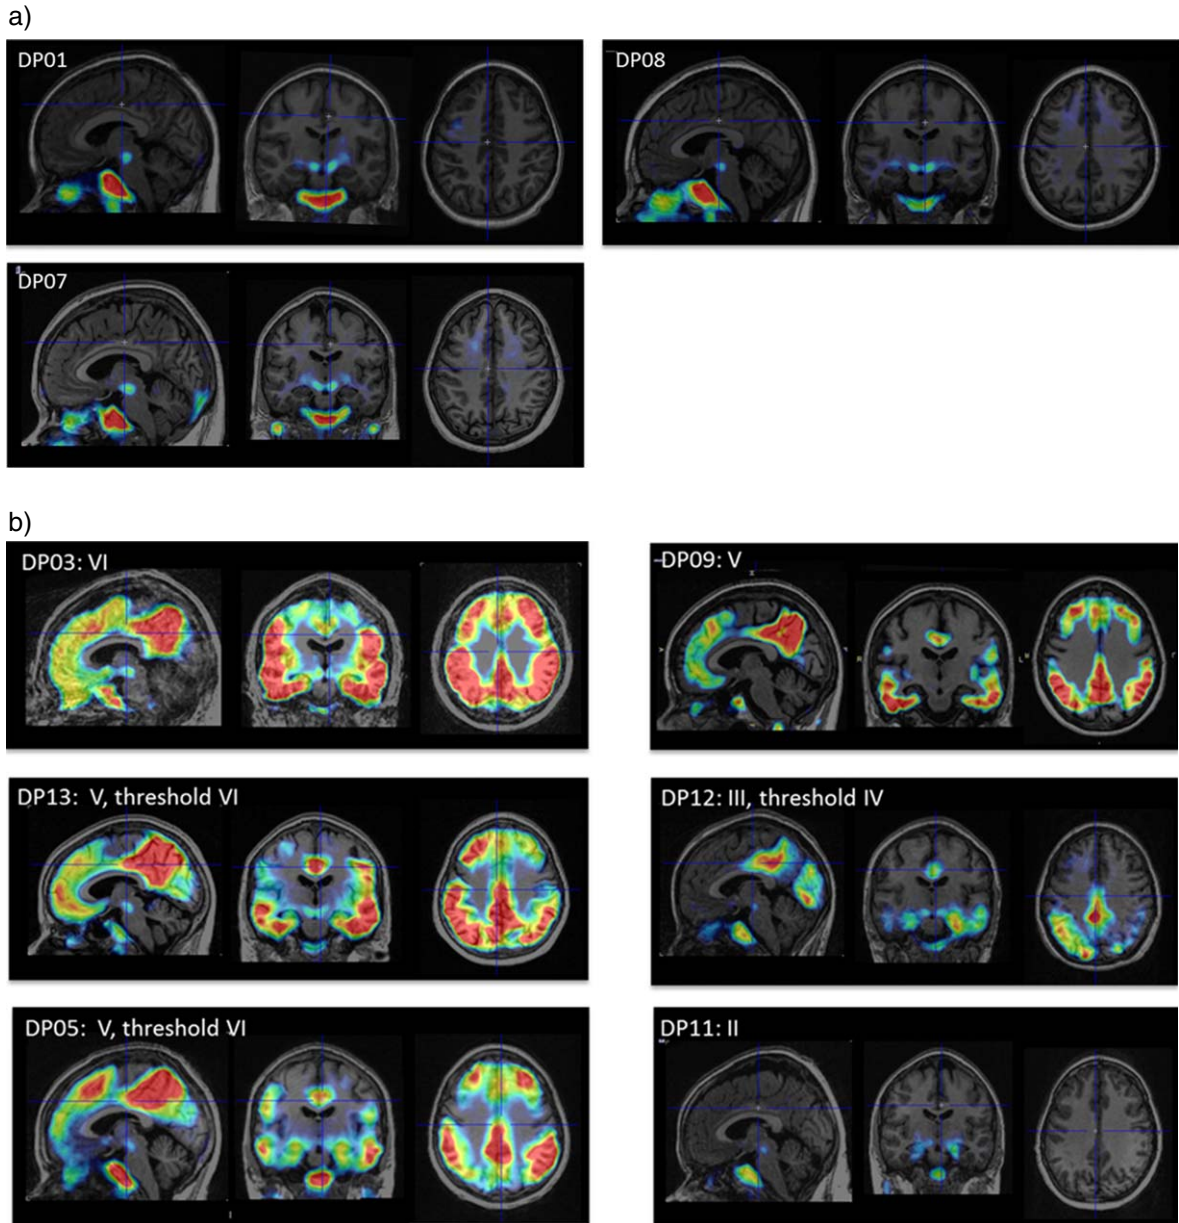 a)
DP01
DP08
DP07
b)
DP03: VI
DP09: V
DP13: V, threshold VI
DP12: III, threshold IV
DP05: V, threshold VI
DP11: II